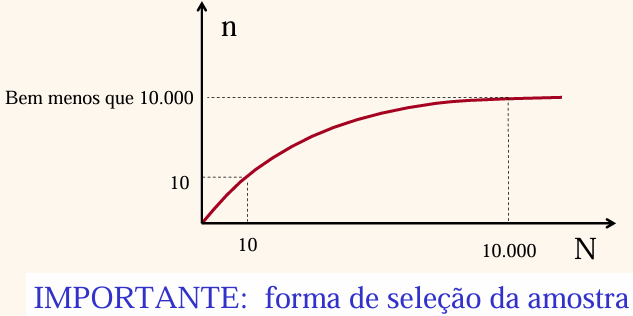 n
Bem menos que 10.000
10
10
10.000
N
IMPORTANTE: forma de seleção da amostra